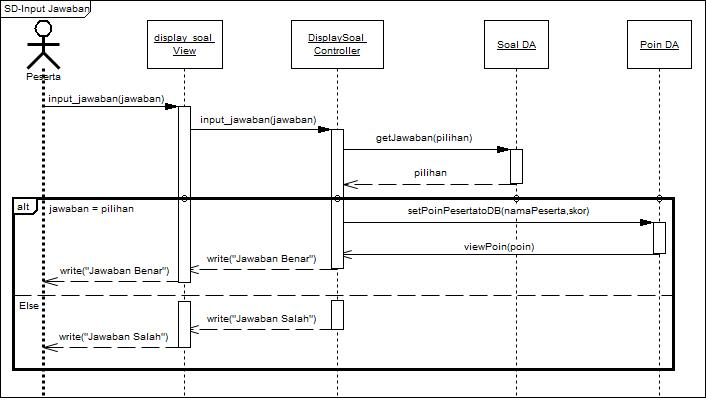 SD-Input Jawaban
display_soal
View
DisplaySoal
Controller
Soal DA
Poin DA
Peserta
input_jawaban(jawaban)
input_jawaban(jawaban)
getJawaban(pilihan)
pilihan
alt
jawaban = pilihan
setPoinPesertatoDB(namaPeserta,skor)
viewPoin(poin)
write("Jawaban Benar")
write("Jawaban Benar")
Else
write("Jawaban Salah")
write("Jawaban Salah")